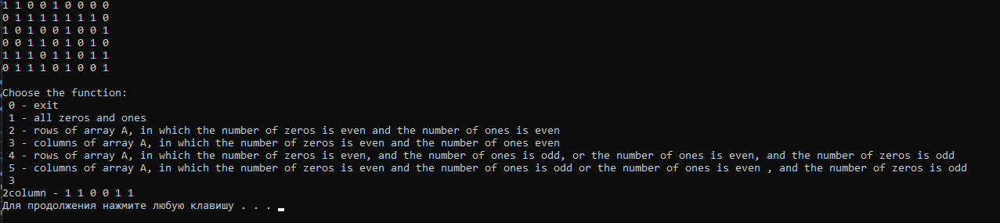 1 1 0 0 1 0 0 0 0
0 1 1 1 1 1 1 1 0
1 0 1 0 0 1 0 0 1
0 0 1 1 0 1 0 1 0
1 1 1 0 1 1 0 1 1
0 1 1 1 0 1 0 0 1
Choose the function:
0 - exit
1 - all zeros and ones
2 - rows of array A, in which the number of zeros is even and the number of ones is even
3 - columns of array A, in which the number of zeros is even and the number of ones even
4 - rows of array A, in which the number of zeros is even, and the number of ones is odd, or the number of ones is even, and the number of zeros is odd
5 - columns of array A, in which the number of zeros is even and the number of ones is odd or the number of ones is even , and the number of zeros is odd
3
2column - 1 1 0 0 1 1
Для продолжения нажмите любую клавишу . . .